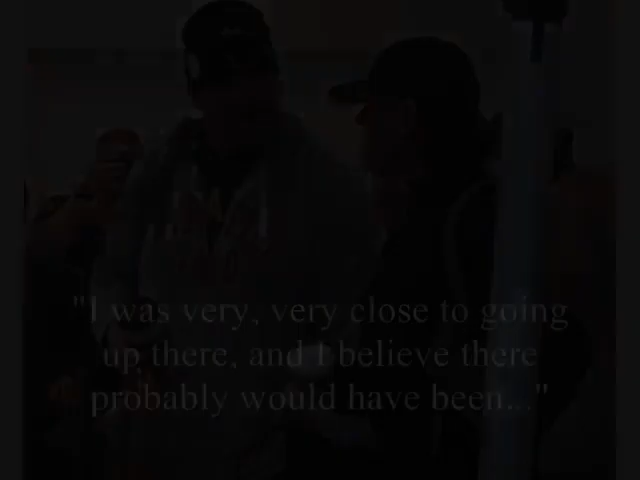 "I was very, very close to going
up there, and I believe there
probably would have been..."